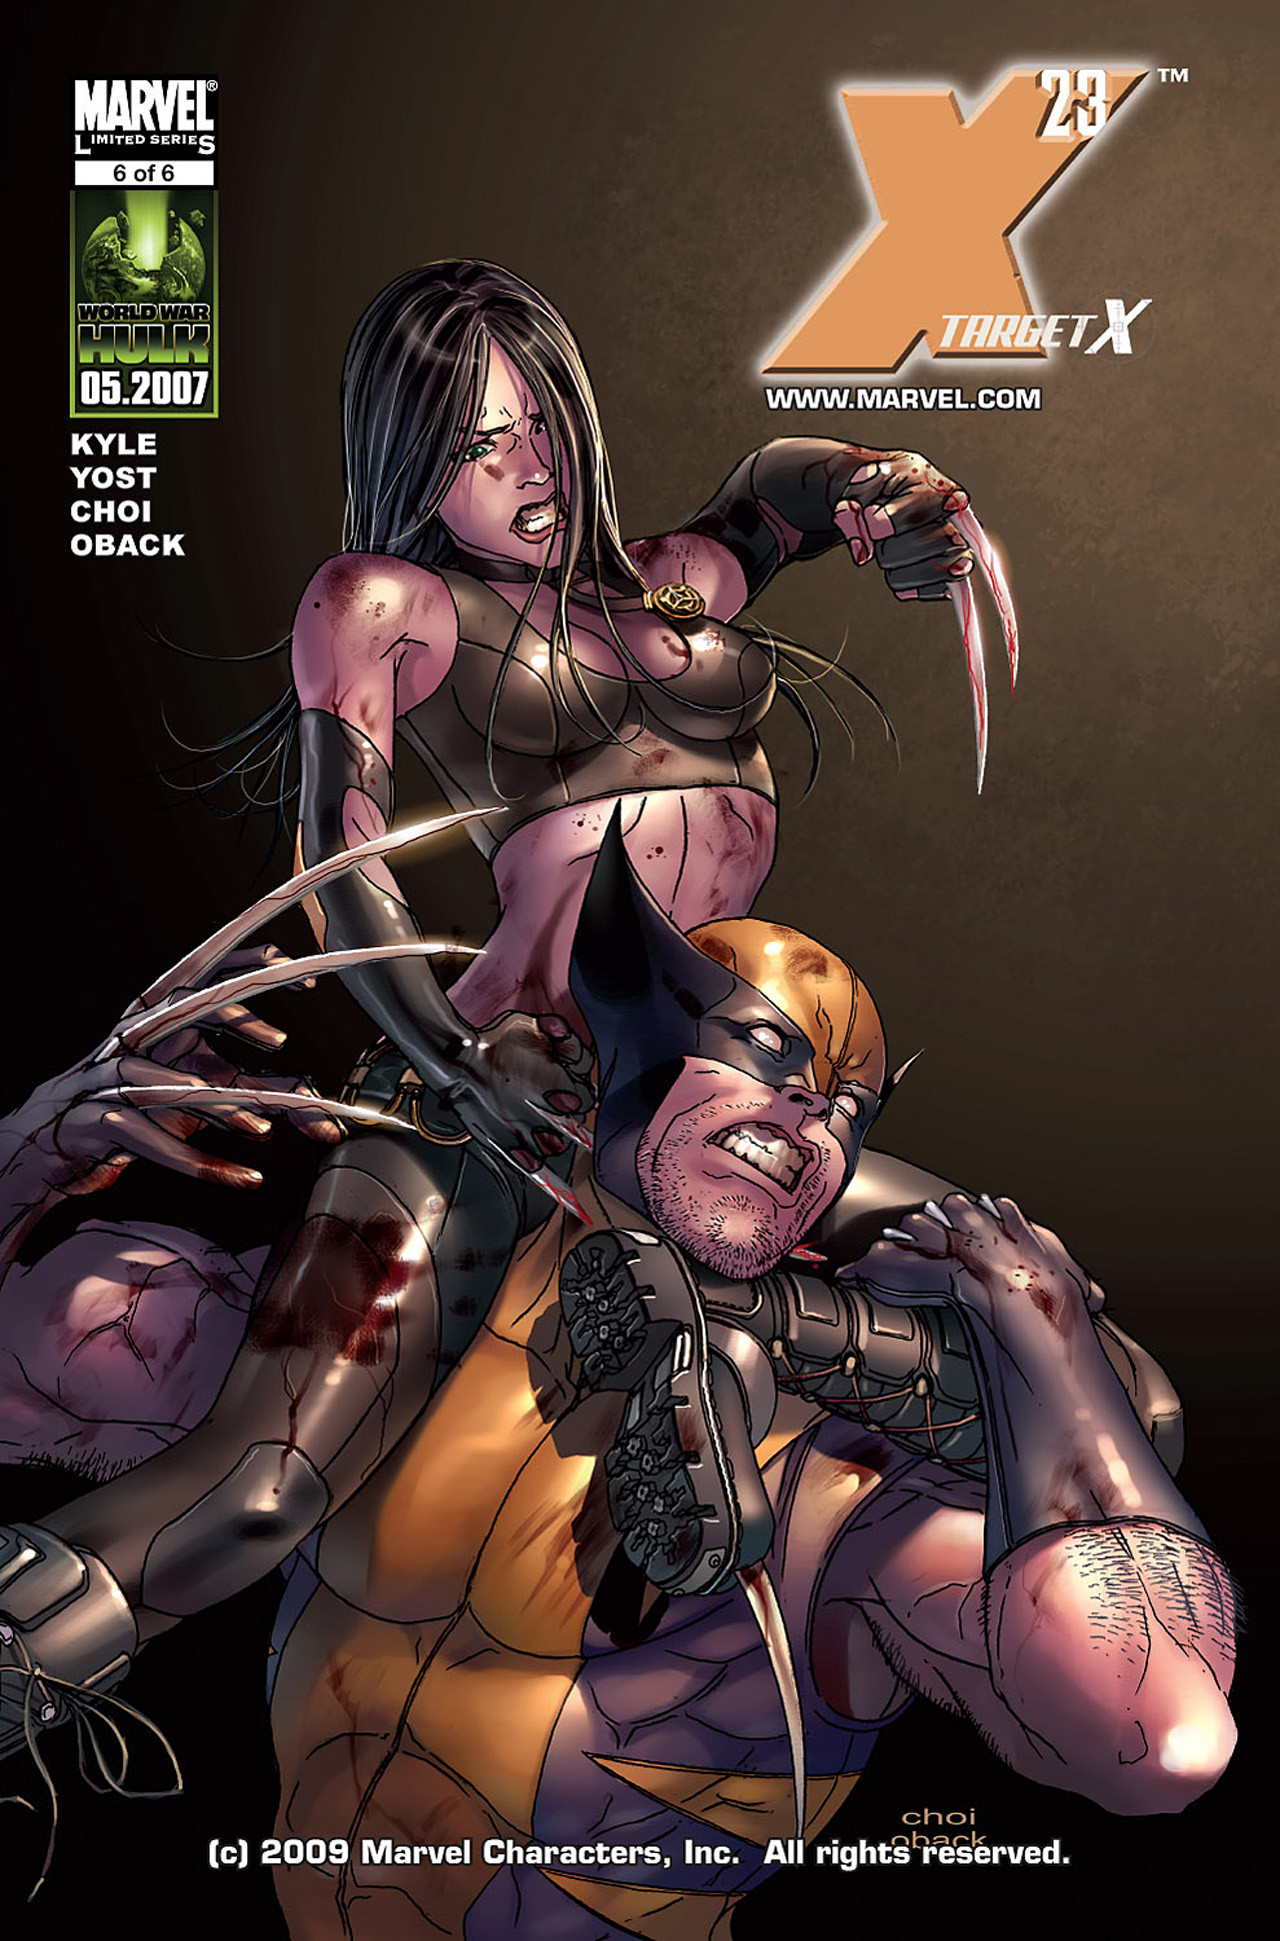 MARVEL®
LIMITED SERIES
6 of 6
WORLD WAR
HULK
05.2007
KYLE
YOST
CHOI
OBACK
X 23 ™
TARGET X
WWW.MARVEL.COM
choi
oback
(c) 2009 Marvel Characters, Inc. All rights reserved.